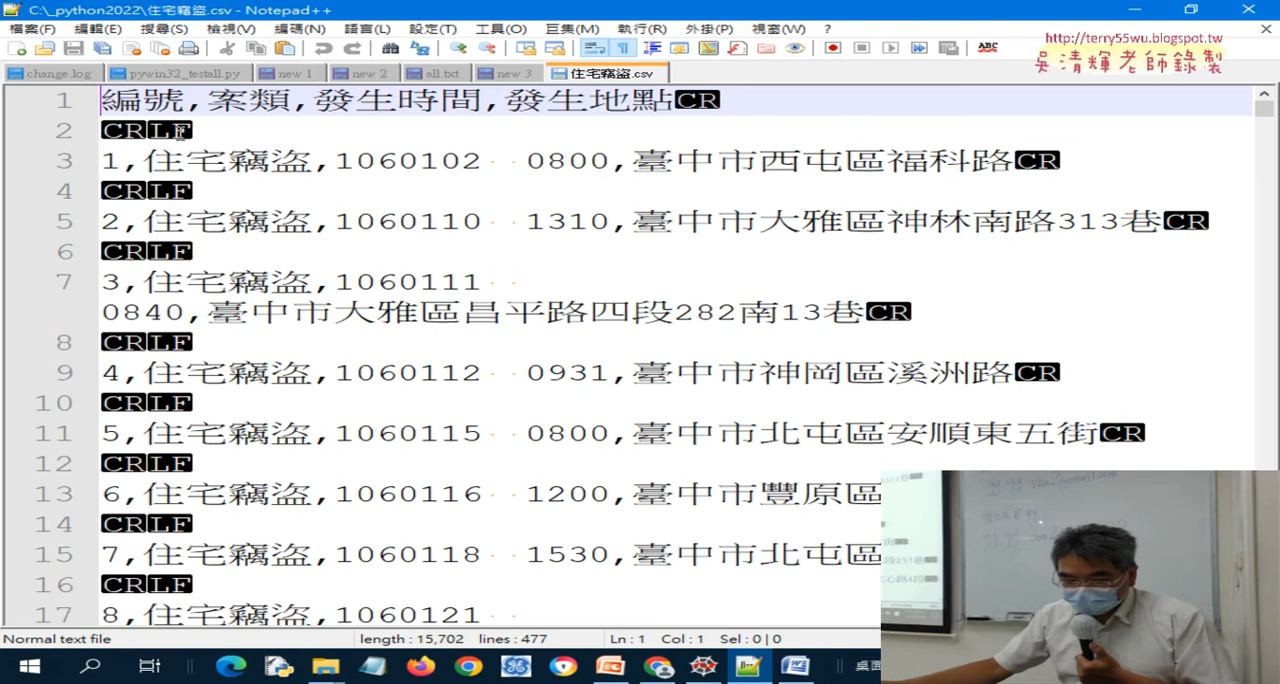 C:\_python2022\住宅竊盜.csv - Notepad++
檔案(F) 編輯(E) 搜尋(S) 檢視(V) 編碼(N) 語言(L) 設定(T) 工具(O) 巨集(M) 執行(R) 外掛(P) 視窗(W) ?
http://terry55wu.blogspot.tw
吳清輝老師錄製
change.log pywin32_testall.py new 1 new 2 all.txt new 3 住宅竊盜.csv
1 編號,案類,發生時間,發生地點CR
2 CRLF
3 1,住宅竊盜,1060102  0800,臺中市西屯區福科路CR
4 CRLF
5 2,住宅竊盜,1060110  1310,臺中市大雅區神林南路313巷CR
6 CRLF
7 3,住宅竊盜,1060111
0840,臺中市大雅區昌平路四段282南13巷CR
8 CRLF
9 4,住宅竊盜,1060112  0931,臺中市神岡區溪洲路CR
10 CRLF
11 5,住宅竊盜,1060115  0800,臺中市北屯區安順東五街CR
12 CRLF
13 6,住宅竊盜,1060116  1200,臺中市豐原區
14 CRLF
15 7,住宅竊盜,1060118  1530,臺中市北屯區
16 CRLF
17 8,住宅竊盜,1060121
Normal text file length : 15,702 lines : 477 Ln : 1 Col : 1 Sel : 0 | 0
桌面